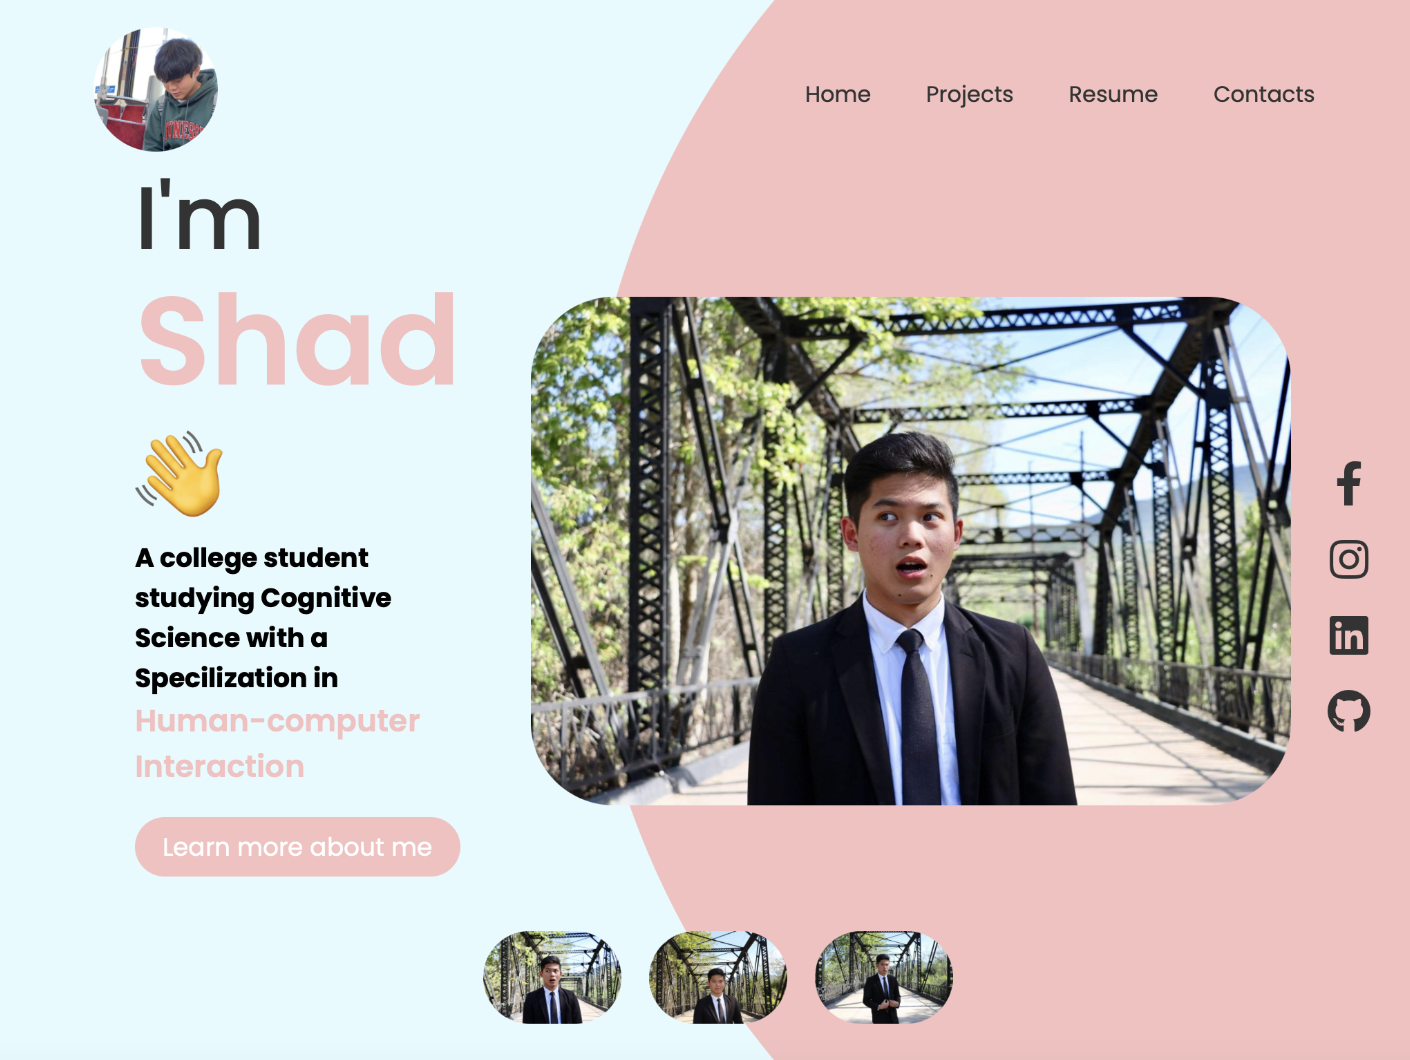 Home Projects Resume Contacts
I'm
Shad
A college student
studying Cognitive
Science with a
Specilization in
Human-computer
Interaction
Learn more about me